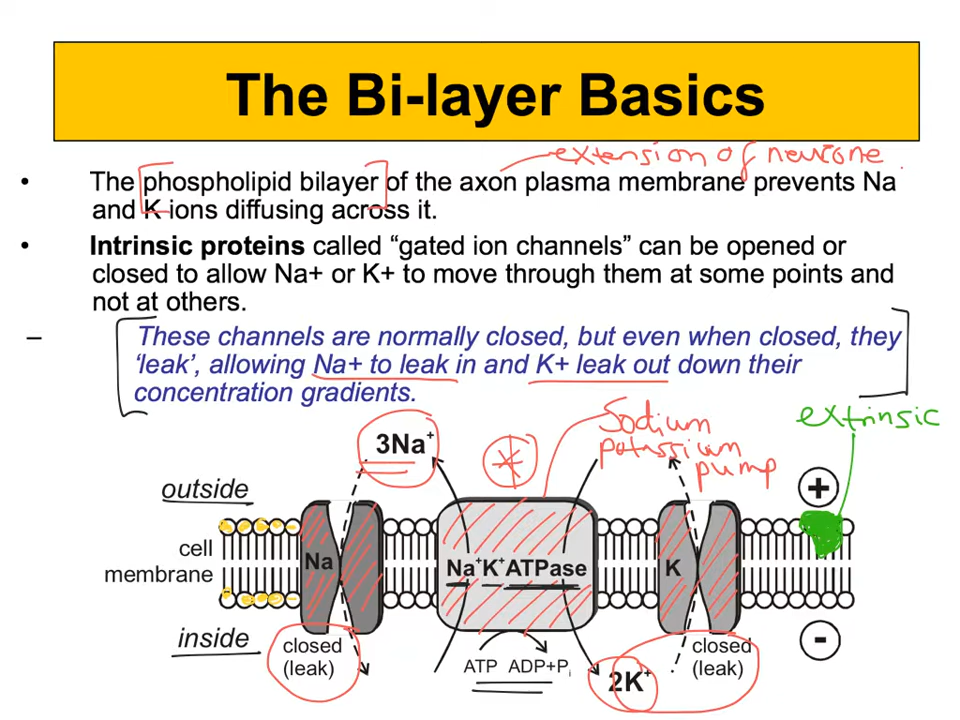 The Bi-layer Basics
extension of neurone
• The phospholipid bilayer of the axon plasma membrane prevents Na
and K ions diffusing across it.
• Intrinsic proteins called “gated ion channels” can be opened or
closed to allow Na+ or K+ to move through them at some points and
not at others.
– These channels are normally closed, but even when closed, they
‘leak’, allowing Na+ to leak in and K+ leak out down their
concentration gradients.
extrinsic
Sodium
potassium
pump
3Na⁺
outside
+
cell
membrane
Na
Na⁺K⁺ATPase
K
inside
-
closed
(leak)
ATP ADP+Pᵢ
2K⁺
closed
(leak)